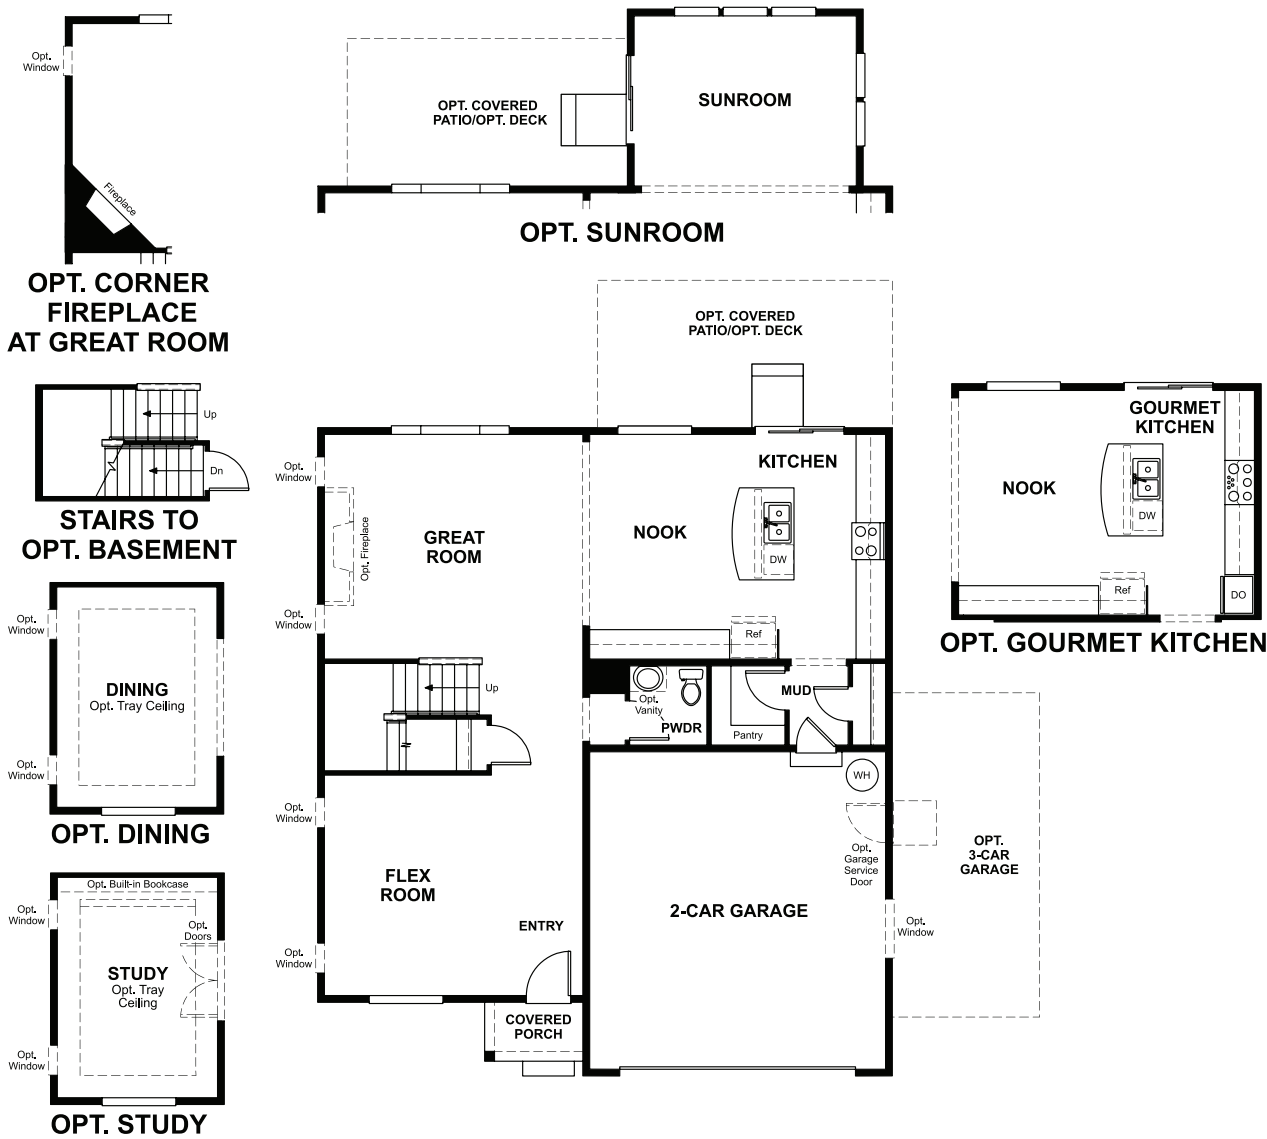 Opt.
Window
Fireplace
OPT. CORNER
FIREPLACE
AT GREAT ROOM
OPT. COVERED
PATIO/OPT. DECK
SUNROOM
OPT. SUNROOM
Up
Dn
STAIRS TO
OPT. BASEMENT
OPT. COVERED
PATIO/OPT. DECK
Opt.
Window
Opt. Fireplace
Opt.
Window
GREAT
ROOM
NOOK
KITCHEN
DW
Ref
Up
Opt.
Vanity
PWDR
Pantry
MUD
WH
Opt.
Garage
Service
Door
OPT.
3-CAR
GARAGE
Opt.
Window
2-CAR GARAGE
Opt.
Window
FLEX
ROOM
ENTRY
Opt.
Window
COVERED
PORCH
GOURMET
KITCHEN
NOOK
DW
Ref
DO
OPT. GOURMET KITCHEN
Opt.
Window
DINING
Opt. Tray Ceiling
Opt.
Window
OPT. DINING
Opt. Built-in Bookcase
Opt.
Window
Opt.
Doors
STUDY
Opt. Tray
Ceiling
Opt.
Window
OPT. STUDY